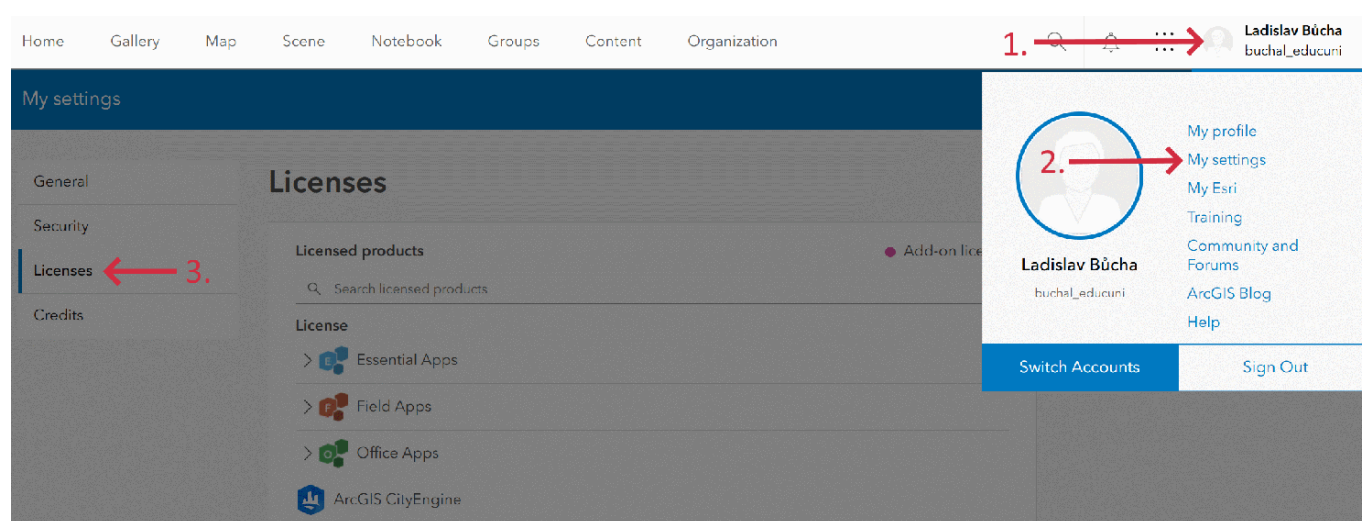 Home Gallery Map Scene Notebook Groups Content Organization
1.
Ladislav Bůcha
buchal_educuni
My settings
General
Security
Licenses
3.
Credits
Licenses
Licensed products
Add-on lice
Search licensed products
License
Essential Apps
Field Apps
Office Apps
ArcGIS CityEngine
2.
Ladislav Bůcha
buchal_educuni
My profile
My settings
My Esri
Training
Community and
Forums
ArcGIS Blog
Help
Switch Accounts
Sign Out